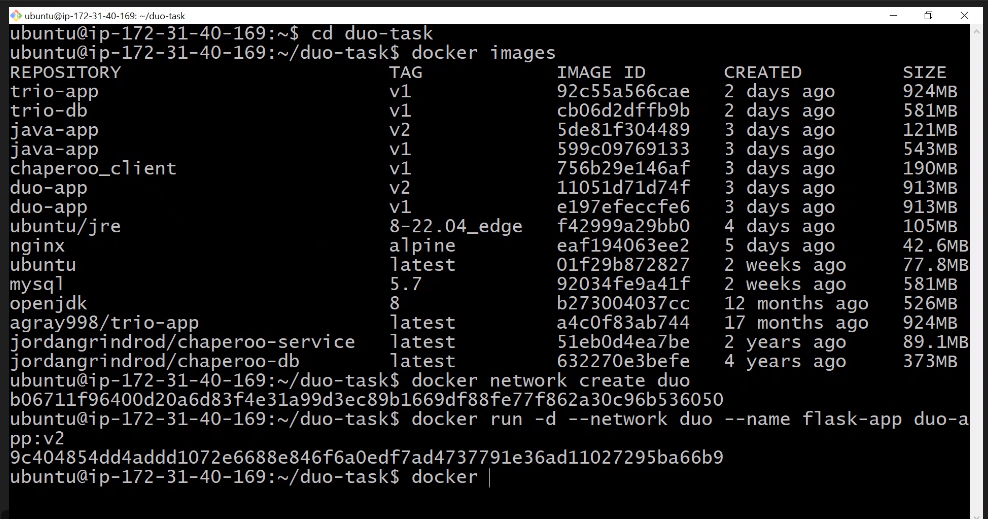 ubuntu@ip-172-31-40-169: ~/duo-task
ubuntu@ip-172-31-40-169:~$ cd duo-task
ubuntu@ip-172-31-40-169:~/duo-task$ docker images
REPOSITORY TAG IMAGE ID CREATED SIZE
trio-app v1 92c55a566cae 2 days ago 924MB
trio-db v1 cb06d2dffb9b 2 days ago 581MB
java-app v2 5de81f304489 3 days ago 121MB
java-app v1 599c09769133 3 days ago 543MB
chaperoo_client v1 756b29e146af 3 days ago 190MB
duo-app v2 11051d71d74f 3 days ago 913MB
duo-app v1 e197efeccfe6 3 days ago 913MB
ubuntu/jre 8-22.04_edge f42999a29bb0 4 days ago 105MB
nginx alpine eaf194063ee2 5 days ago 42.6MB
ubuntu latest 01f29b872827 2 weeks ago 77.8MB
mysql 5.7 92034fe9a41f 2 weeks ago 581MB
openjdk 8 b273004037cc 12 months ago 526MB
agray998/trio-app latest a4c0f83ab744 17 months ago 924MB
jordangrindrod/chaperoo-service latest 51eb0d4ea7be 2 years ago 89.1MB
jordangrindrod/chaperoo-db latest 632270e3befe 4 years ago 373MB
ubuntu@ip-172-31-40-169:~/duo-task$ docker network create duo
b06711f96400d20a6d83f4e31a99d3ec89b1669df88fe77f862a30c96b536050
ubuntu@ip-172-31-40-169:~/duo-task$ docker run -d --network duo --name flask-app duo-a
pp:v2
9c404854dd4addd1072e6688e846f6a0edf7ad4737791e36ad11027295ba66b9
ubuntu@ip-172-31-40-169:~/duo-task$ docker